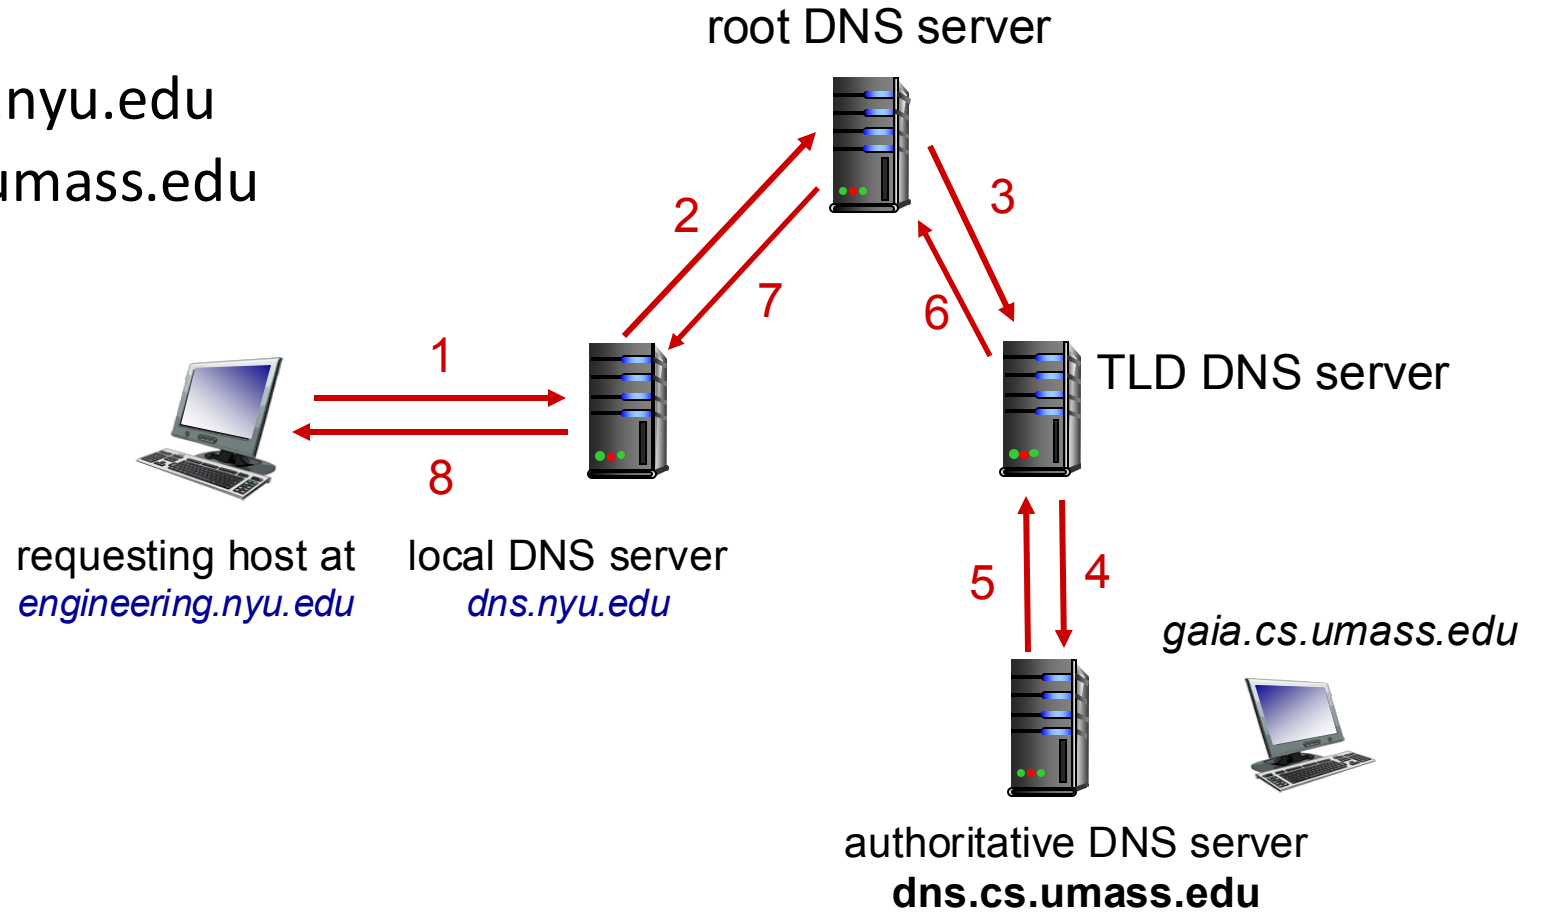 root DNS server
.nyu.edu
umass.edu
2
3
7
6
1
TLD DNS server
8
requesting host at
engineering.nyu.edu
local DNS server
dns.nyu.edu
5
4
gaia.cs.umass.edu
authoritative DNS server
dns.cs.umass.edu